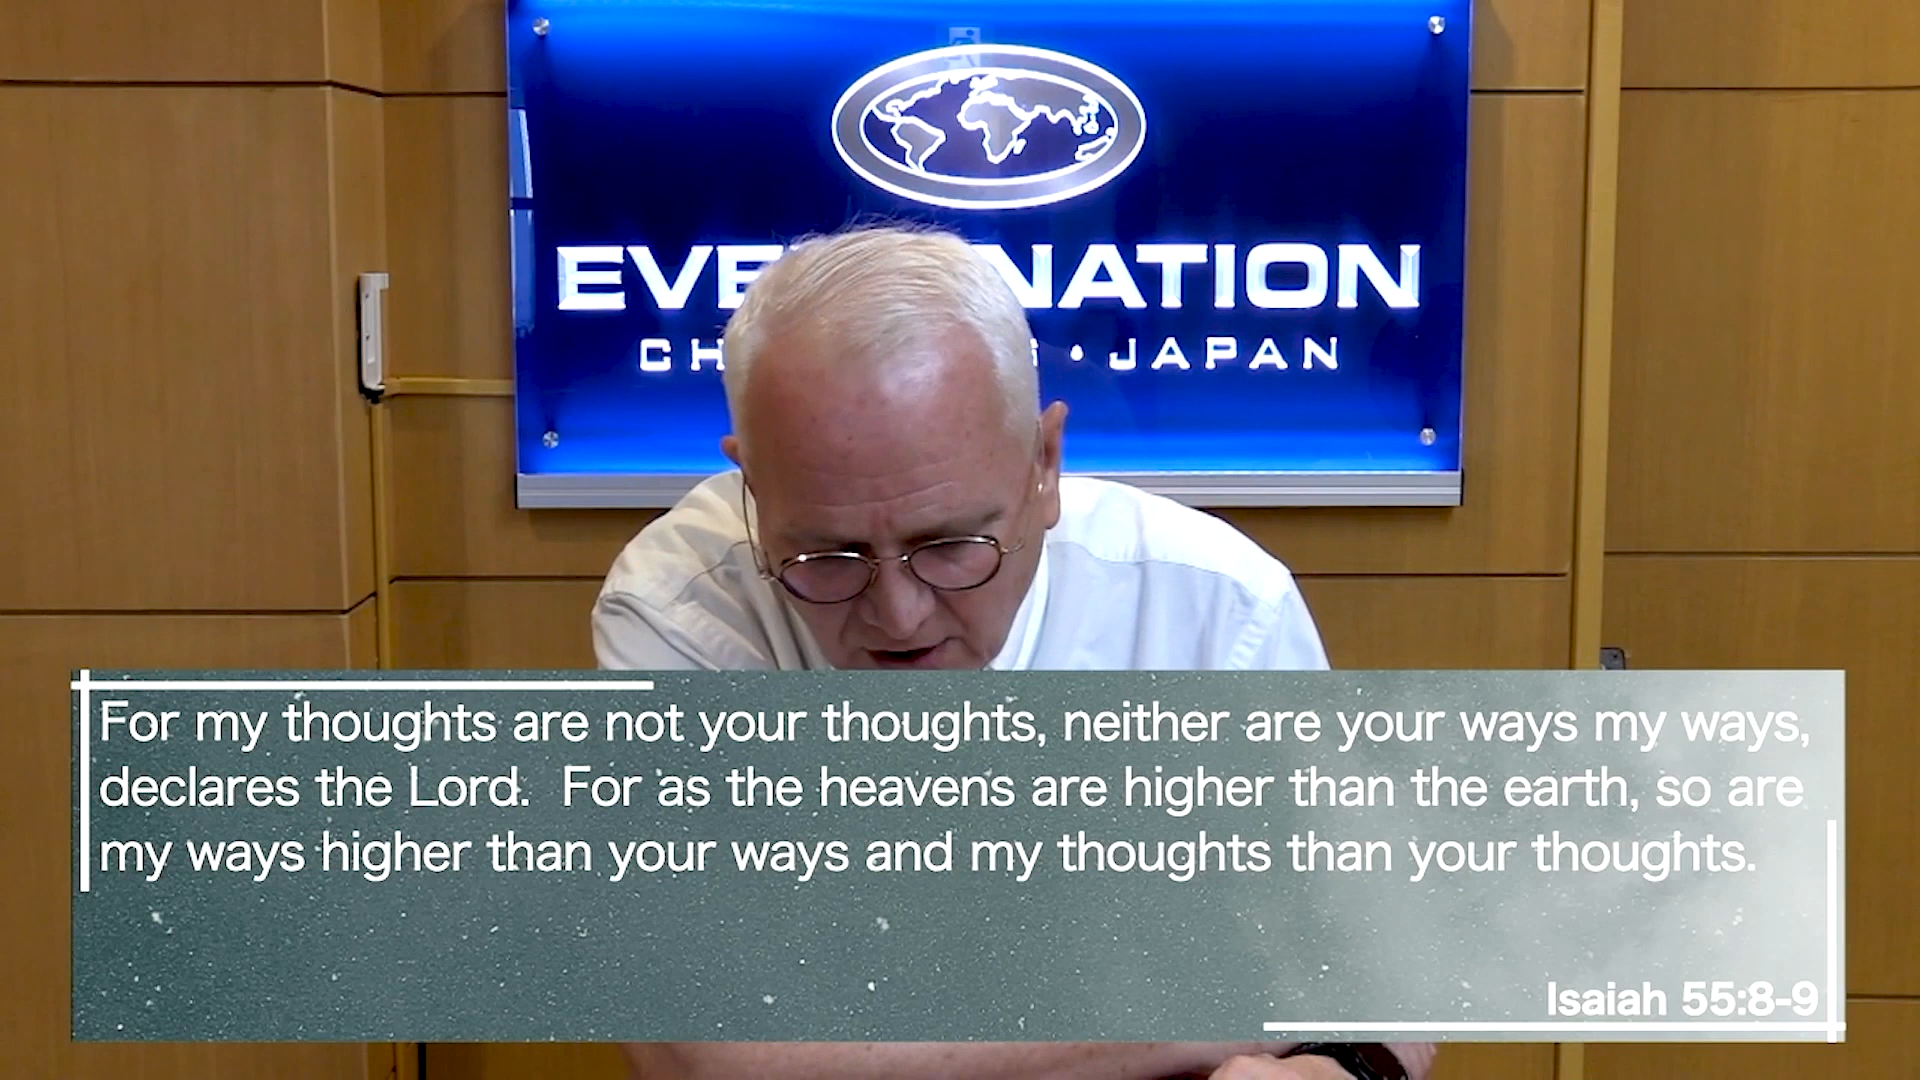 EVE NATION
CH • JAPAN
For my thoughts are not your thoughts, neither are your ways my ways,
declares the Lord. For as the heavens are higher than the earth, so are
my ways higher than your ways and my thoughts than your thoughts.
Isaiah 55:8-9